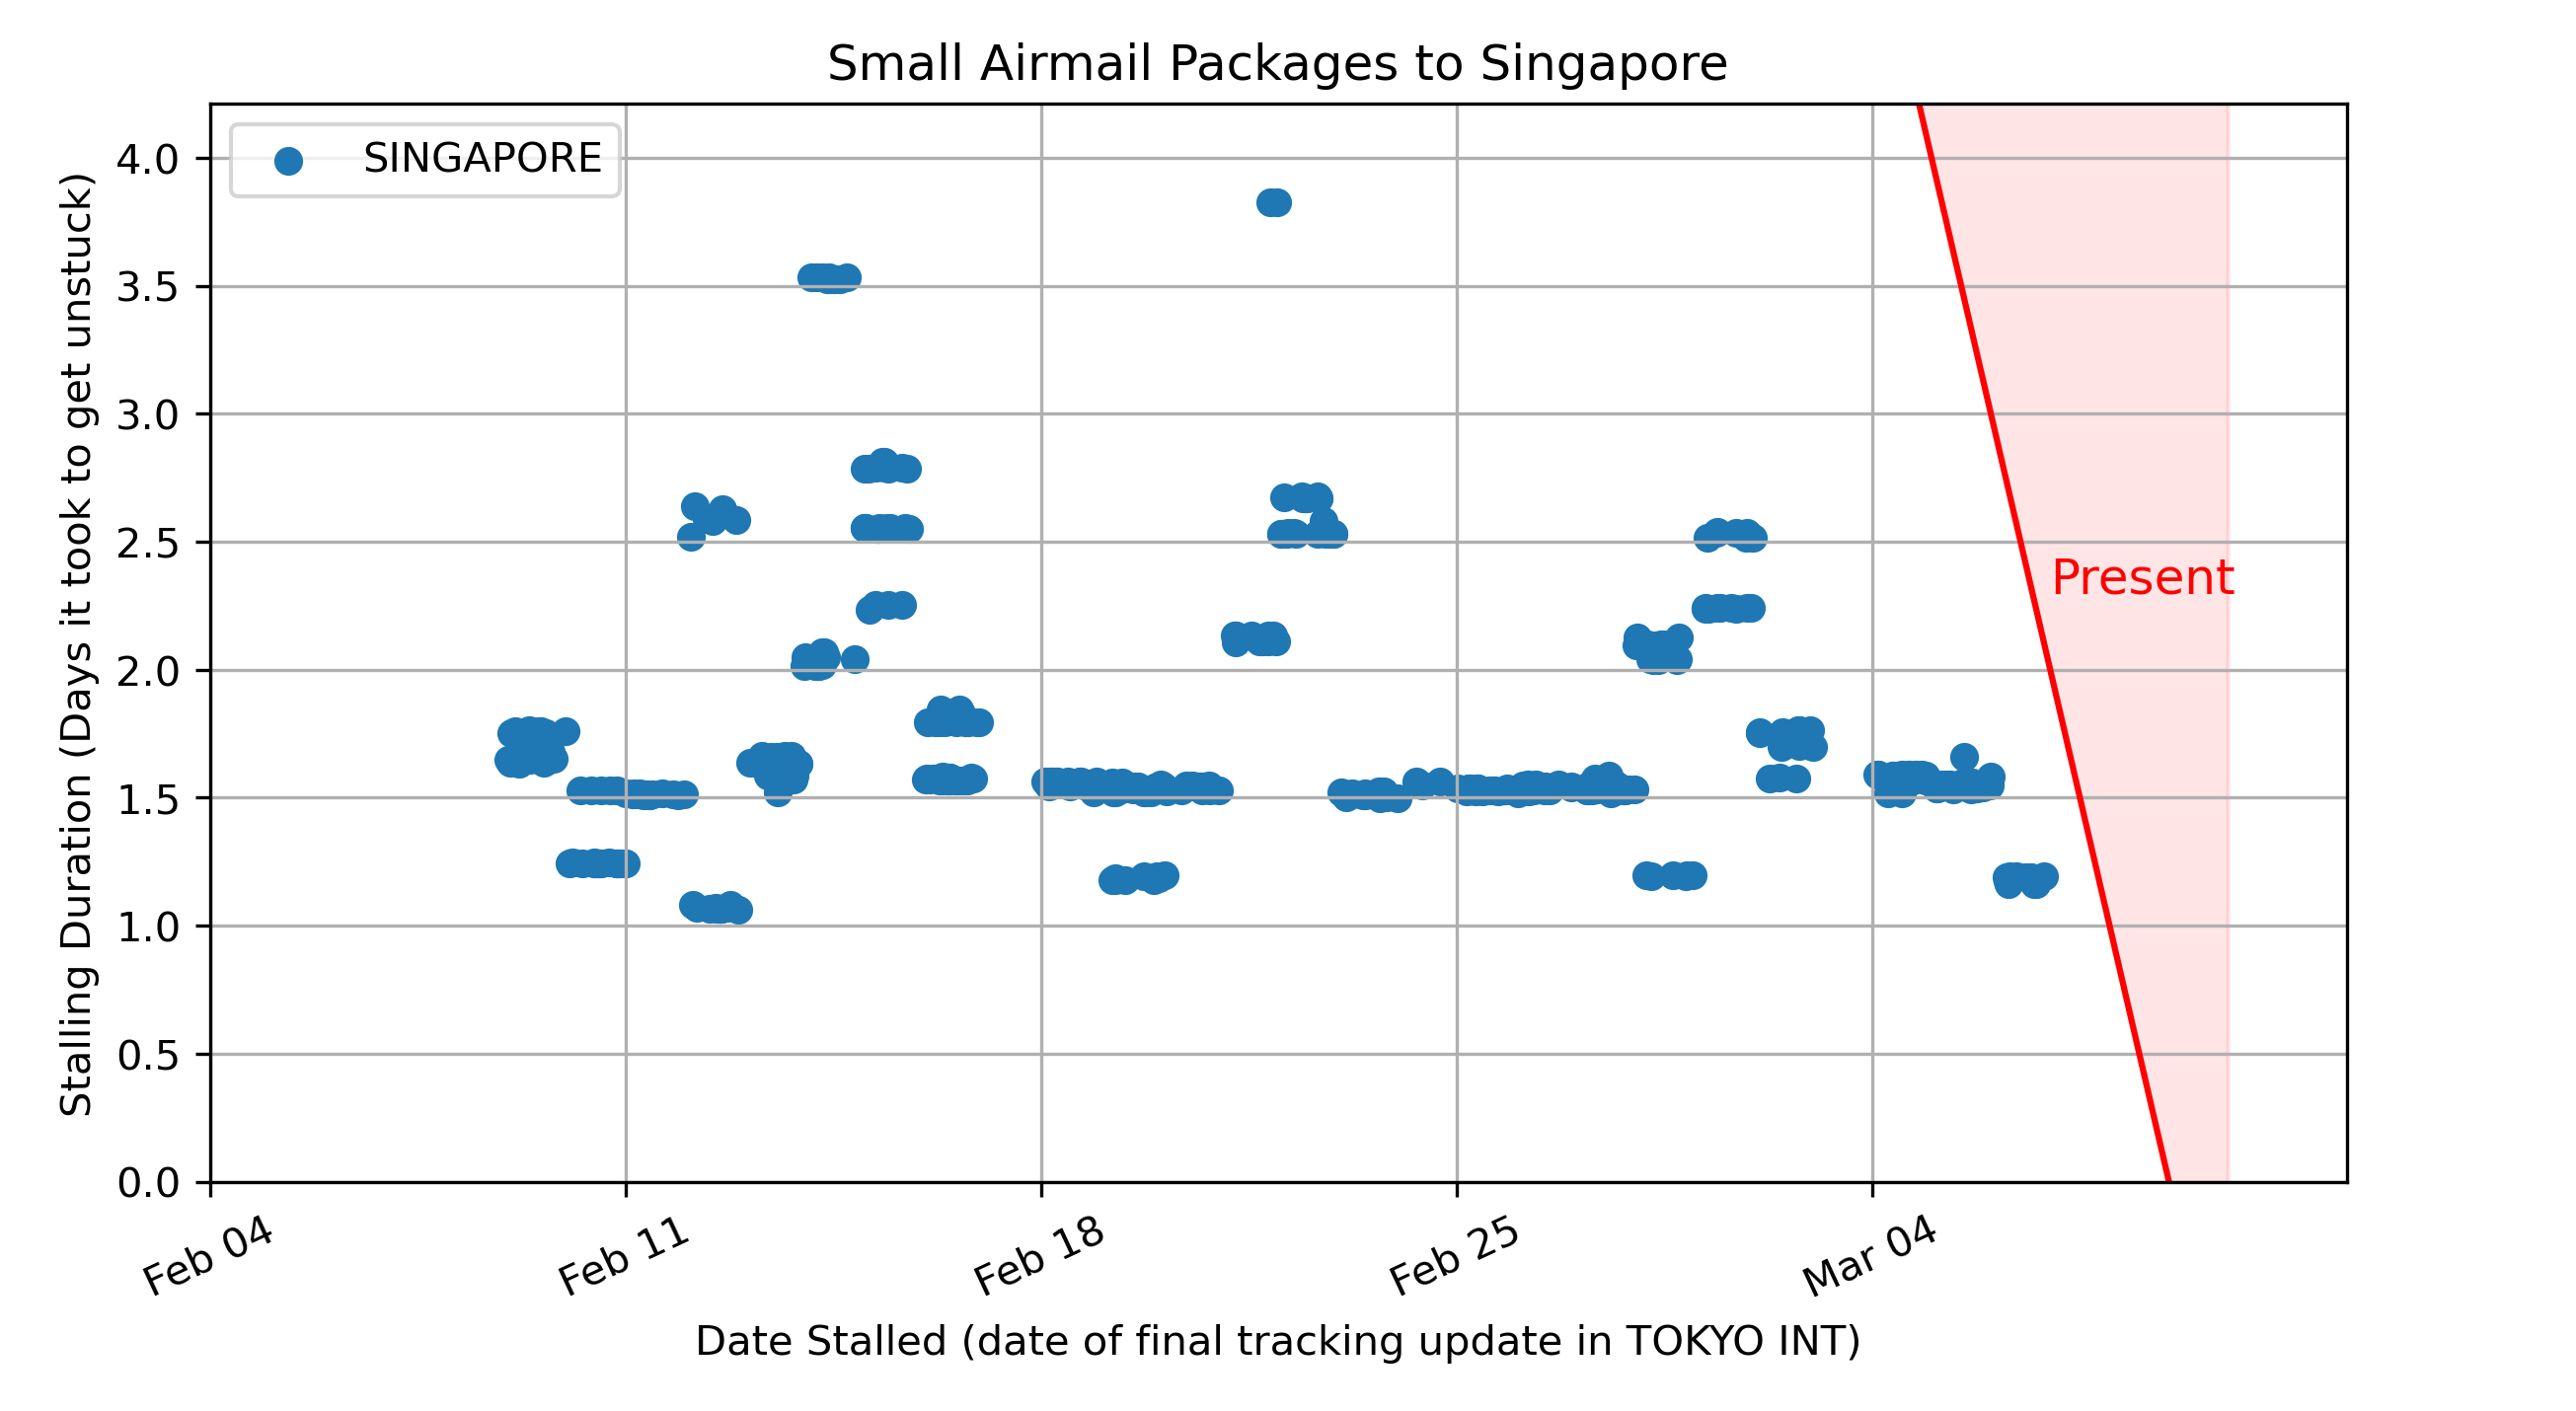 Small Airmail Packages to Singapore
SINGAPORE
Stalling Duration (Days it took to get unstuck)
4.0
3.5
3.0
2.5
2.0
1.5
1.0
0.5
0.0
Present
Feb 04
Feb 11
Feb 18
Feb 25
Mar 04
Date Stalled (date of final tracking update in TOKYO INT)